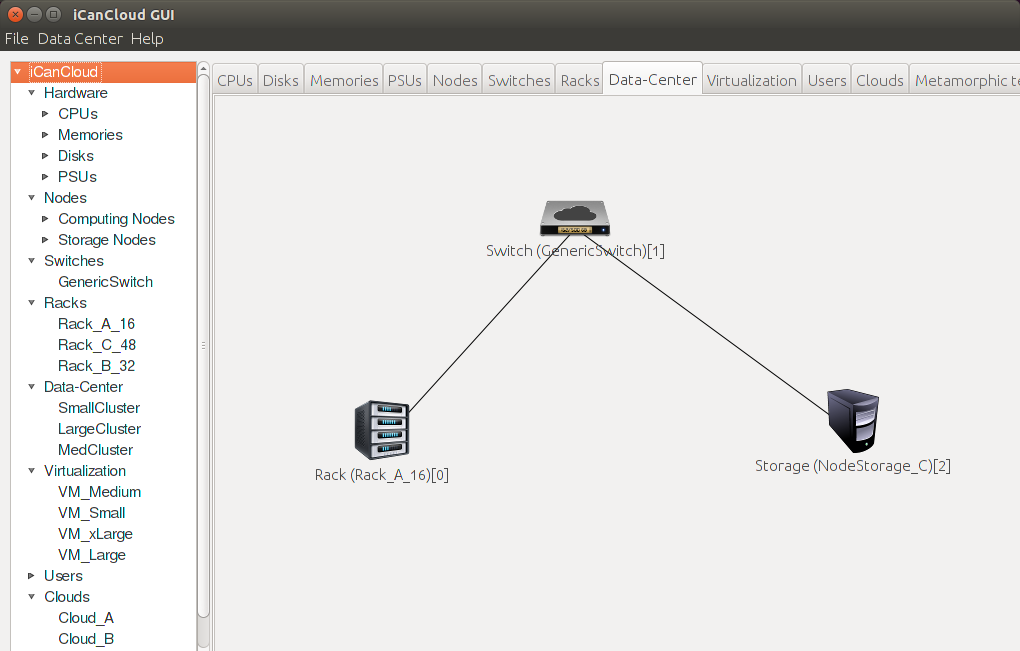 iCanCloud GUI
File Data Center Help
iCanCloud
Hardware
CPUs
Memories
Disks
PSUs
Nodes
Computing Nodes
Storage Nodes
Switches
GenericSwitch
Racks
Rack_A_16
Rack_C_48
Rack_B_32
Data-Center
SmallCluster
LargeCluster
MedCluster
Virtualization
VM_Medium
VM_Small
VM_xLarge
VM_Large
Users
Clouds
Cloud_A
Cloud_B
CPUs Disks Memories PSUs Nodes Switches Racks Data-Center Virtualization Users Clouds Metamorphic te
Switch (GenericSwitch)[1]
Rack (Rack_A_16)[0]
Storage (NodeStorage_C)[2]